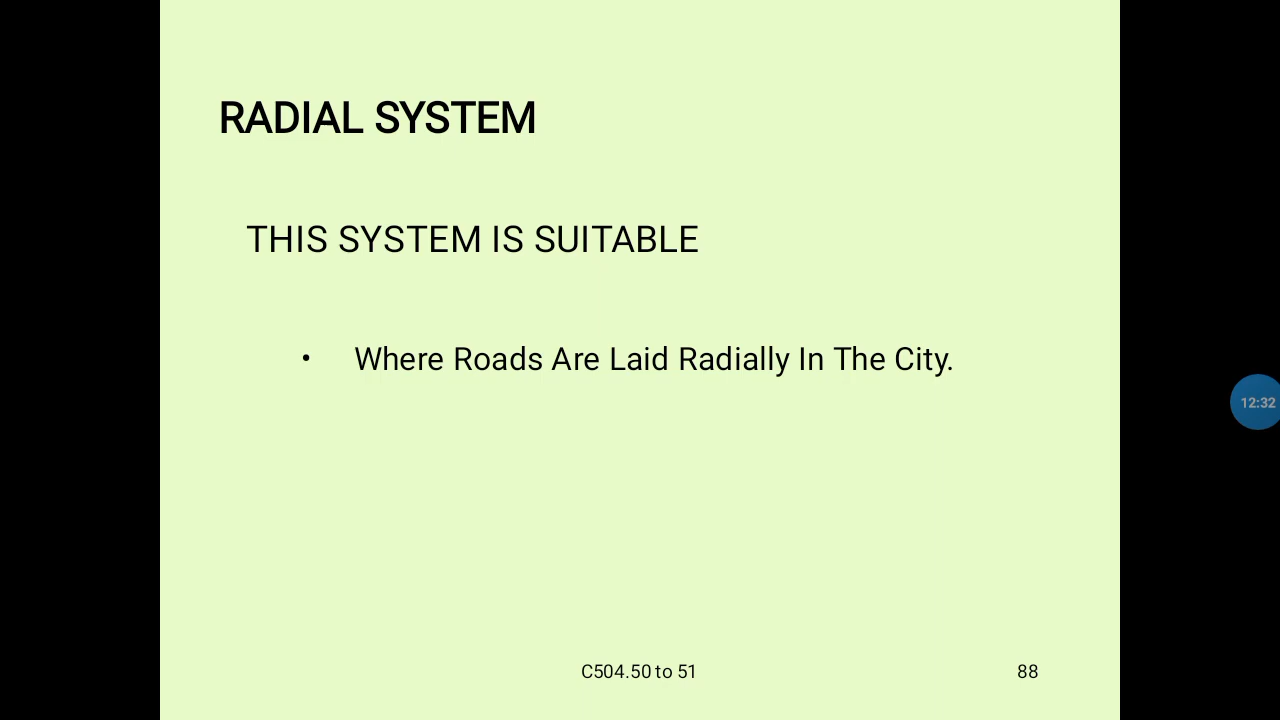 RADIAL SYSTEM
THIS SYSTEM IS SUITABLE
• Where Roads Are Laid Radially In The City.
12:32
C504.50 to 51
88